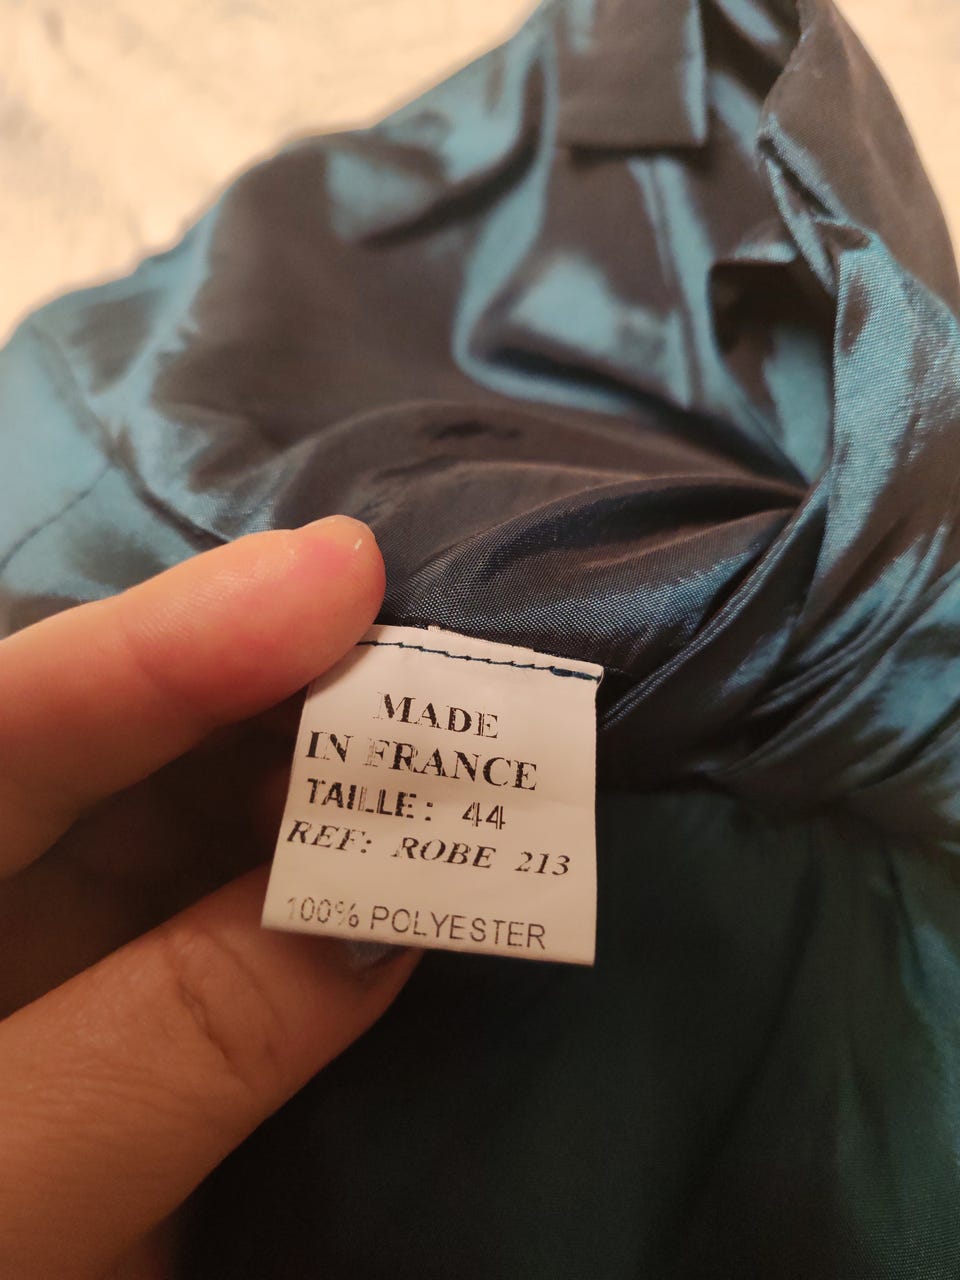 MADE
IN FRANCE
TAILLE: 44
REF: ROBE 213
100% POLYESTER